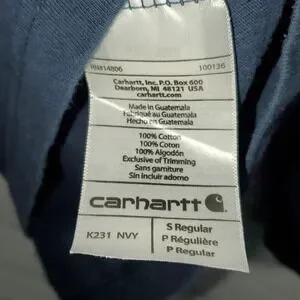 RN#14806 100136
Carhartt, Inc. P.O. Box 600
Dearborn, MI 48121 USA
carhartt.com
Made in Guatemala
Fabriqué au Guatemala
Hecho en Guatemala
100% Cotton
100% Coton
100% Algodón
Exclusive of Trimming
Sans garniture
Sin incluir adorno
carhartt
K231 NVY
S Regular
P Régulière
P Regular